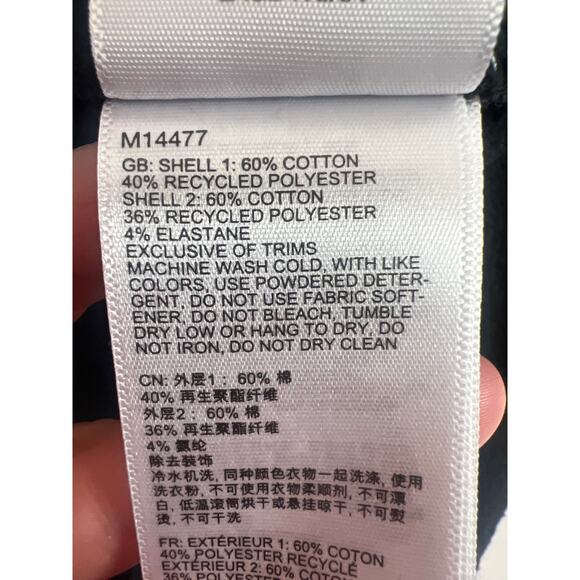 M14477
GB: SHELL 1: 60% COTTON
40% RECYCLED POLYESTER
SHELL 2: 60% COTTON
36% RECYCLED POLYESTER
4% ELASTANE
EXCLUSIVE OF TRIMS
MACHINE WASH COLD, WITH LIKE
COLORS, USE POWDERED DETER-
GENT, DO NOT USE FABRIC SOFT-
ENER, DO NOT BLEACH, TUMBLE
DRY LOW OR HANG TO DRY, DO
NOT IRON, DO NOT DRY CLEAN
CN: 外层1: 60% 棉
40% 再生聚酯纤维
外层2: 60% 棉
36% 再生聚酯纤维
4% 氨纶
除去装饰
冷水机洗, 同种颜色衣物一起洗涤, 使用
洗衣粉, 不可使用衣物柔顺剂, 不可漂
白, 低温滚筒烘干或悬挂晾干, 不可熨
烫, 不可干洗
FR: EXTÉRIEUR 1: 60% COTON
40% POLYESTER RECYCLÉ
EXTÉRIEUR 2: 60% COTON
36% POLYESTER RECYCLÉ